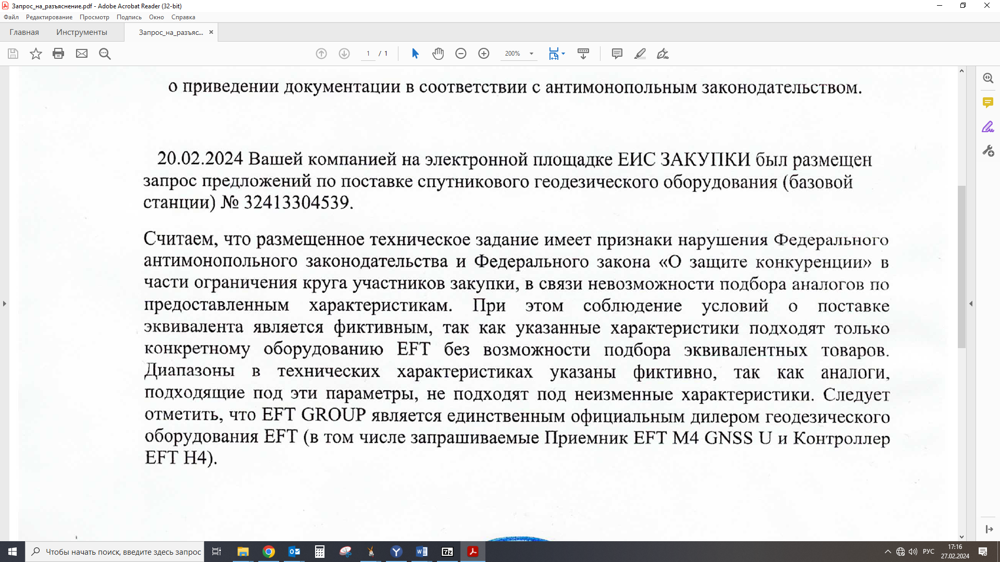 Запрос_на_разъяснение.pdf - Adobe Acrobat Reader (32-bit)
Файл Редактирование Просмотр Подпись Окно Справка
Главная Инструменты Запрос_на_разъяс... ×
1 / 1 200%
о приведении документации в соответствии с антимонопольным законодательством.
20.02.2024 Вашей компанией на электронной площадке ЕИС ЗАКУПКИ был размещен
запрос предложений по поставке спутникового геодезического оборудования (базовой
станции) № 32413304539.
Считаем, что размещенное техническое задание имеет признаки нарушения Федерального
антимонопольного законодательства и Федерального закона «О защите конкуренции» в
части ограничения круга участников закупки, в связи невозможности подбора аналогов по
предоставленным характеристикам. При этом соблюдение условий о поставке
эквивалента является фиктивным, так как указанные характеристики подходят только
конкретному оборудованию EFT без возможности подбора эквивалентных товаров.
Диапазоны в технических характеристиках указаны фиктивно, так как аналоги,
подходящие под эти параметры, не подходят под неизменные характеристики. Следует
отметить, что EFT GROUP является единственным официальным дилером геодезического
оборудования EFT (в том числе запрашиваемые Приемник EFT M4 GNSS U и Контроллер
EFT H4).
Чтобы начать поиск, введите здесь запрос
РУС
17:16
27.02.2024